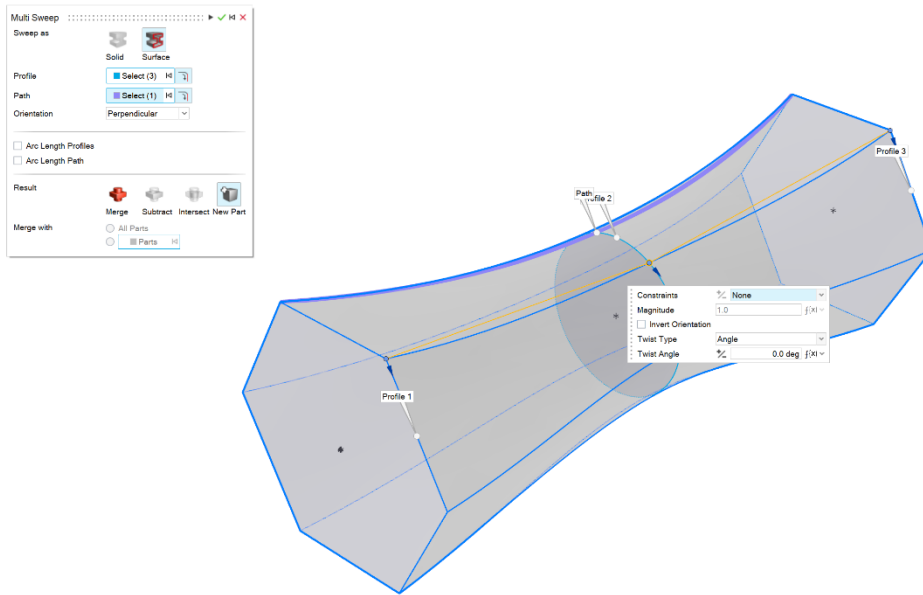 Multi Sweep
Sweep as
Solid Surface
Profile Select (3)
Path Select (1)
Orientation Perpendicular
Arc Length Profiles
Arc Length Path
Result
Merge Subtract Intersect New Part
Merge with All Parts
Parts
Profile 3
Path
ofile 2
Constraints None
Magnitude 1.0 f(x)
Invert Orientation
Twist Type Angle
Twist Angle 0.0 deg f(x)
Profile 1